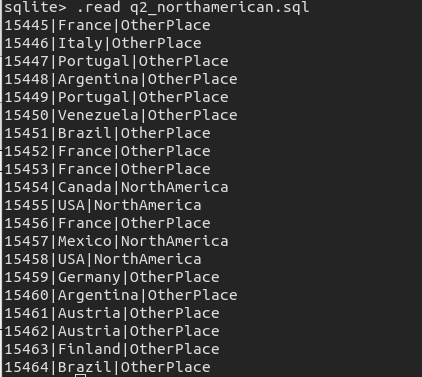 sqlite> .read q2_northamerican.sql
15445|France|OtherPlace
15446|Italy|OtherPlace
15447|Portugal|OtherPlace
15448|Argentina|OtherPlace
15449|Portugal|OtherPlace
15450|Venezuela|OtherPlace
15451|Brazil|OtherPlace
15452|France|OtherPlace
15453|France|OtherPlace
15454|Canada|NorthAmerica
15455|USA|NorthAmerica
15456|France|OtherPlace
15457|Mexico|NorthAmerica
15458|USA|NorthAmerica
15459|Germany|OtherPlace
15460|Argentina|OtherPlace
15461|Austria|OtherPlace
15462|Austria|OtherPlace
15463|Finland|OtherPlace
15464|Brazil|OtherPlace